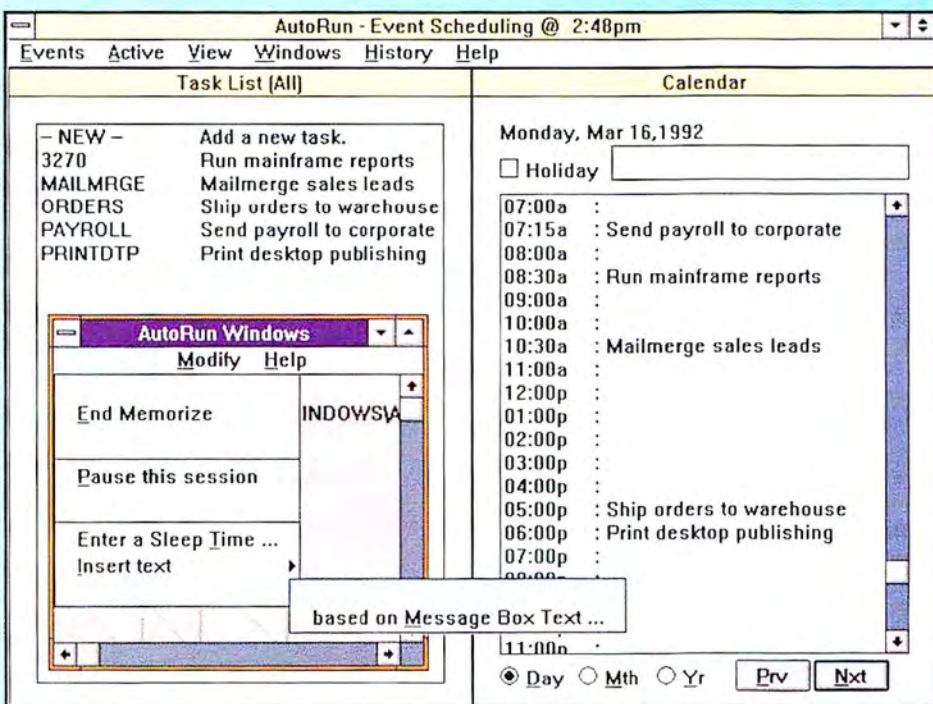 AutoRun - Event Scheduling @ 2:48pm
Events Active View Windows History Help
Task List (All)
– NEW – Add a new task.
3270 Run mainframe reports
MAILMRGE Mailmerge sales leads
ORDERS Ship orders to warehouse
PAYROLL Send payroll to corporate
PRINTDTP Print desktop publishing
AutoRun Windows
Modify Help
End Memorize
INDOWS\A
Pause this session
Enter a Sleep Time ...
Insert text
based on Message Box Text ...
Calendar
Monday, Mar 16,1992
Holiday
07:00a :
07:15a : Send payroll to corporate
08:00a :
08:30a : Run mainframe reports
09:00a :
10:00a :
10:30a : Mailmerge sales leads
11:00a :
12:00p :
01:00p :
02:00p :
03:00p :
04:00p :
05:00p : Ship orders to warehouse
06:00p : Print desktop publishing
07:00p :
11:00p :
Day Mth Yr Prv Nxt